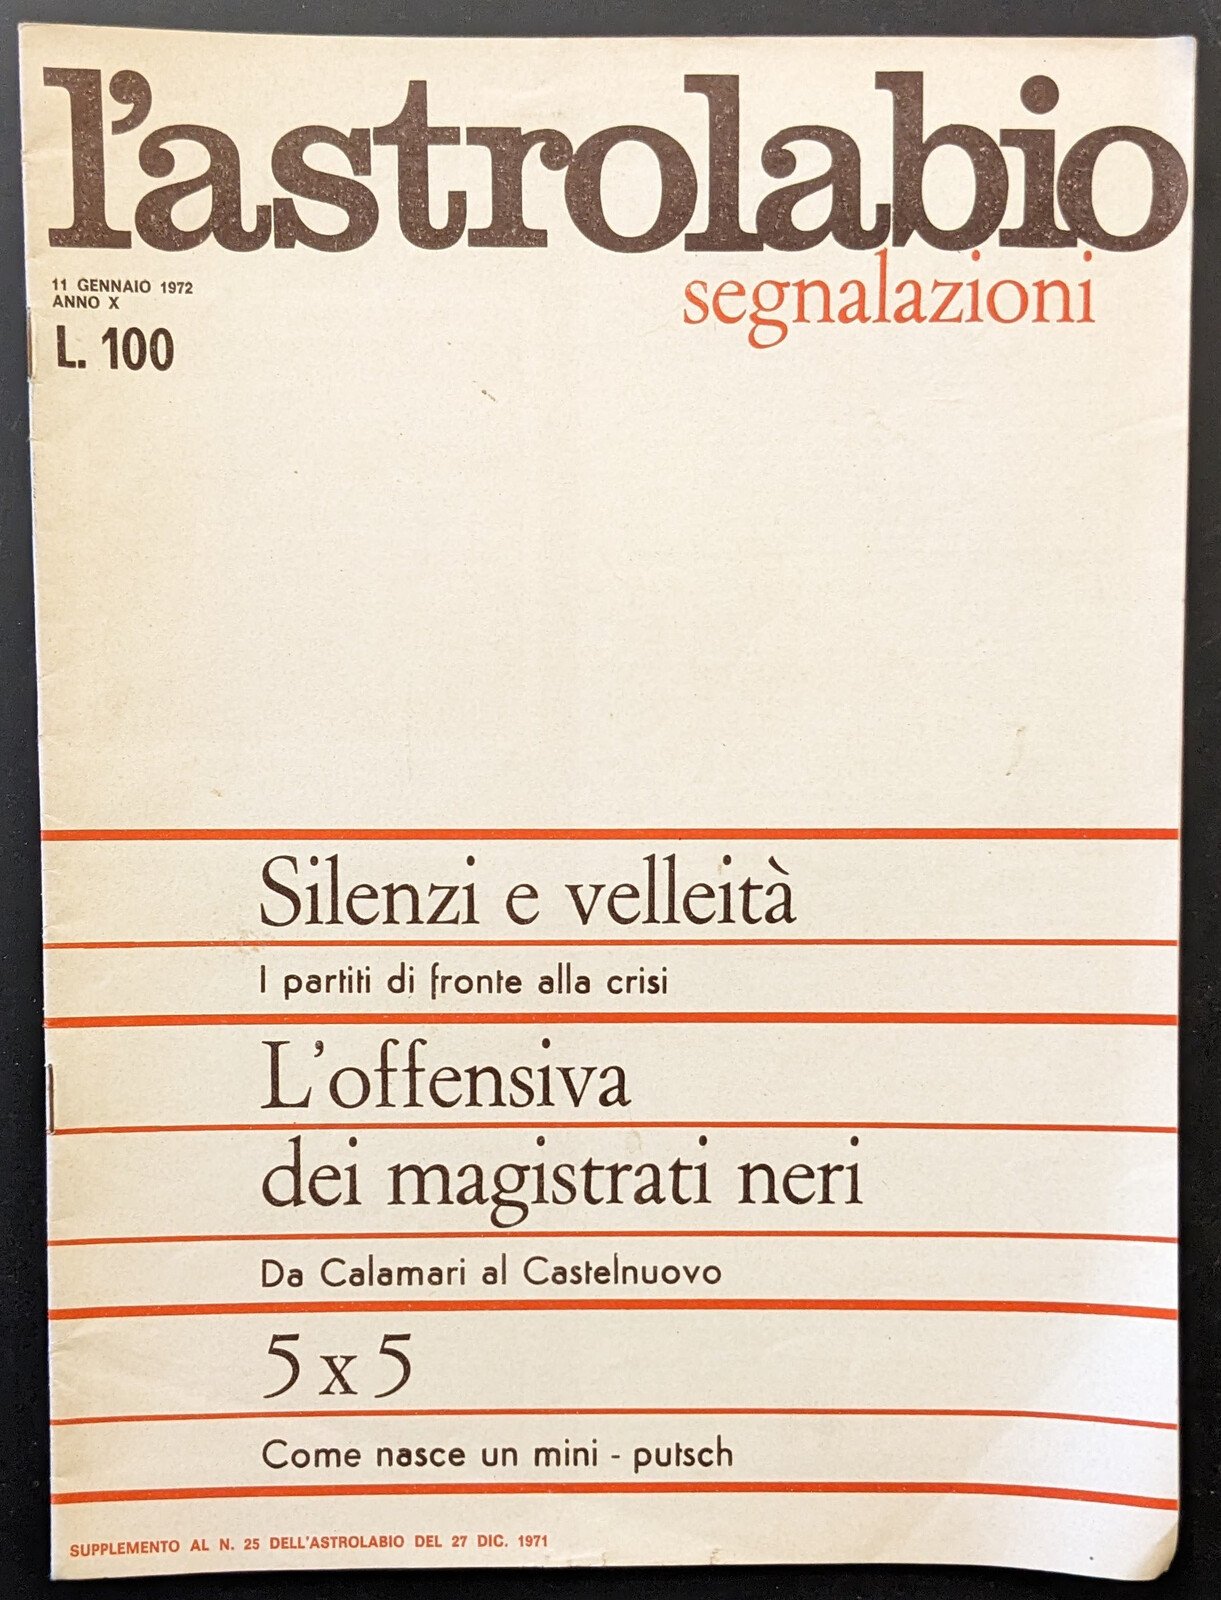 l'astrolabio
segnalazioni
11 GENNAIO 1972
ANNO X
L. 100
Silenzi e velleità
I partiti di fronte alla crisi
L'offensiva
dei magistrati neri
Da Calamari al Castelnuovo
5 x 5
Come nasce un mini - putsch
SUPPLEMENTO AL N. 25 DELL'ASTROLABIO DEL 27 DIC. 1971